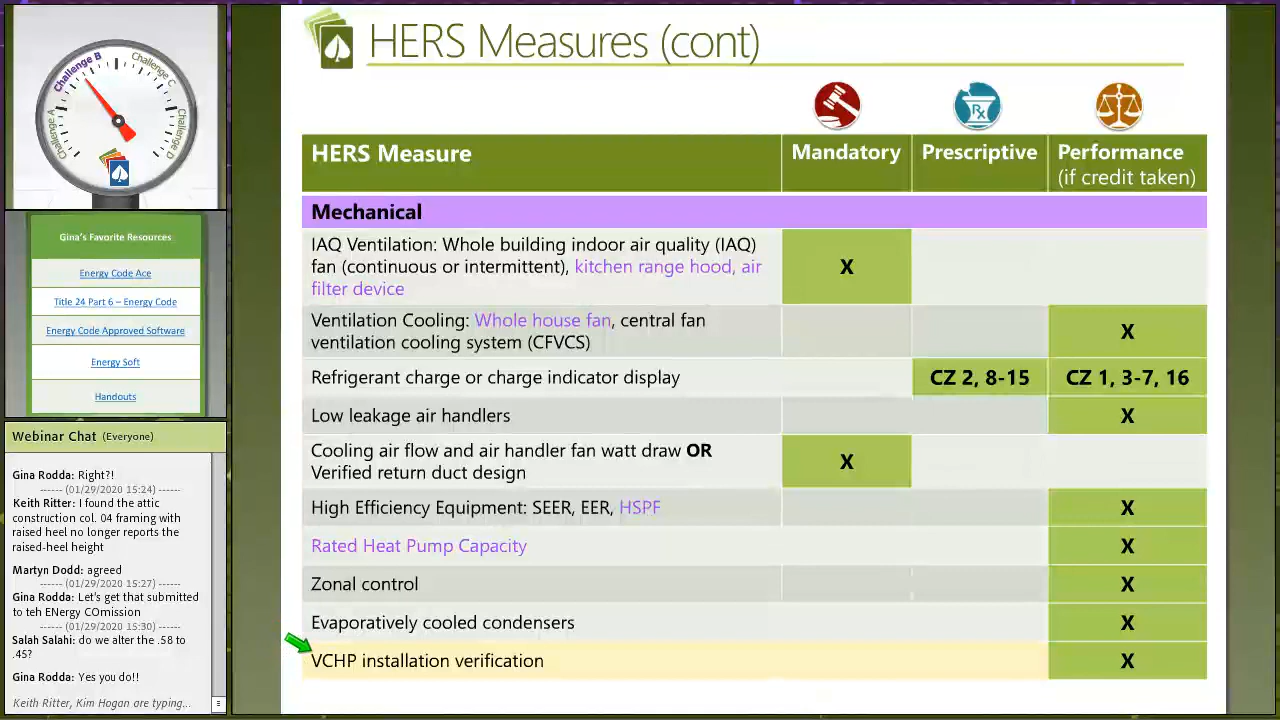 HERS Measures (cont)
Challenge A
Challenge B
Challenge C
Challenge D
Gina's Favorite Resources
Energy Code Ace
Title 24 Part 6 – Energy Code
Energy Code Approved Software
Energy Soft
Handouts
Webinar Chat (Everyone)
Gina Rodda: Right?!
------ (01/29/2020 15:24) ------
Keith Ritter: I found the attic
construction col. 04 framing with
raised heel no longer reports the
raised-heel height
Martyn Dodd: agreed
------ (01/29/2020 15:27) ------
Gina Rodda: Let's get that submitted
to teh ENergy COmission
------ (01/29/2020 15:30) ------
Salah Salahi: do we alter the .58 to
.45?
Gina Rodda: Yes you do!!
Keith Ritter, Kim Hogan are typing...
Rx
HERS Measure Mandatory Prescriptive Performance
(if credit taken)
Mechanical
IAQ Ventilation: Whole building indoor air quality (IAQ)
fan (continuous or intermittent), kitchen range hood, air
filter device
X
Ventilation Cooling: Whole house fan, central fan
ventilation cooling system (CFVCS)
X
Refrigerant charge or charge indicator display CZ 2, 8-15 CZ 1, 3-7, 16
Low leakage air handlers X
Cooling air flow and air handler fan watt draw OR
Verified return duct design
X
High Efficiency Equipment: SEER, EER, HSPF X
Rated Heat Pump Capacity X
Zonal control X
Evaporatively cooled condensers X
VCHP installation verification X